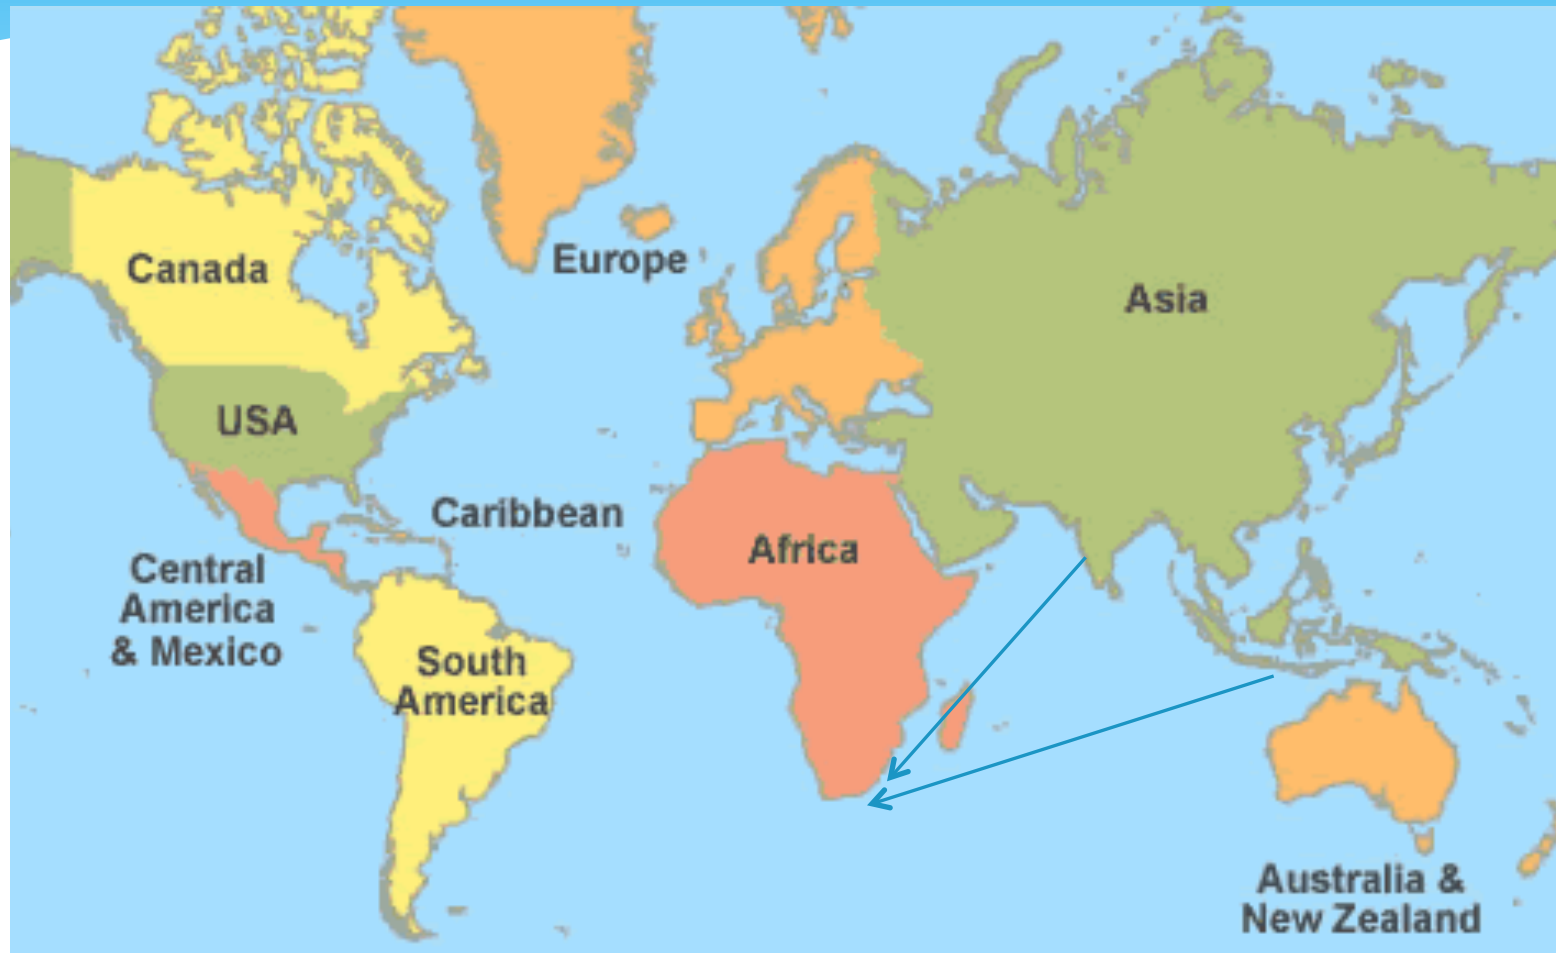 Europe
Canada
Asia
USA
Caribbean
Africa
Central
America
& Mexico
South
America
Australia &
New Zealand